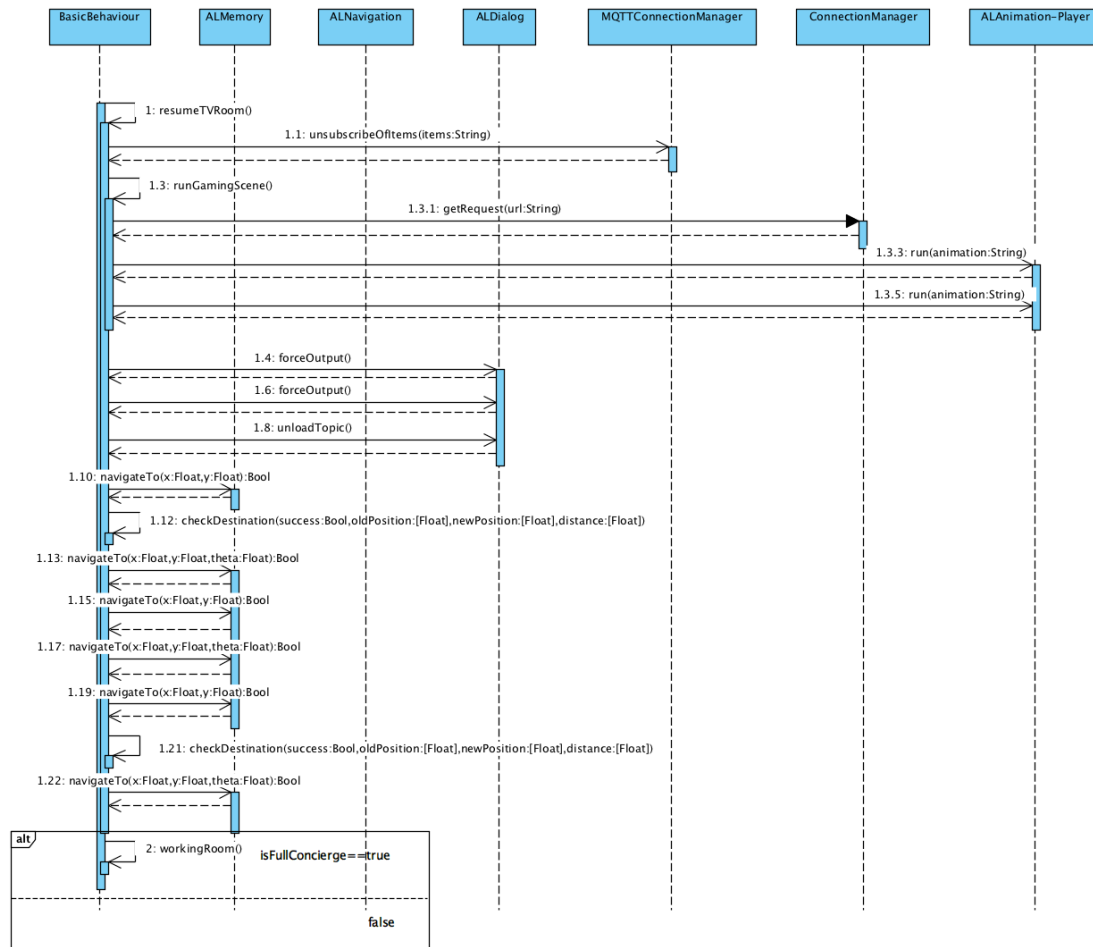 BasicBehaviour
ALMemory
ALNavigation
ALDialog
MQTTConnectionManager
ConnectionManager
ALAnimation-Player
1: resumeTVRoom()
1.1: unsubscribeOfItems(items:String)
1.3: runGamingScene()
1.3.1: getRequest(url:String)
1.3.3: run(animation:String)
1.3.5: run(animation:String)
1.4: forceOutput()
1.6: forceOutput()
1.8: unloadTopic()
1.10: navigateTo(x:Float,y:Float):Bool
1.12: checkDestination(success:Bool,oldPosition:[Float],newPosition:[Float],distance:[Float])
1.13: navigateTo(x:Float,y:Float,theta:Float):Bool
1.15: navigateTo(x:Float,y:Float):Bool
1.17: navigateTo(x:Float,y:Float,theta:Float):Bool
1.19: navigateTo(x:Float,y:Float):Bool
1.21: checkDestination(success:Bool,oldPosition:[Float],newPosition:[Float],distance:[Float])
1.22: navigateTo(x:Float,y:Float,theta:Float):Bool
alt
2: workingRoom()
isFullConcierge==true
false